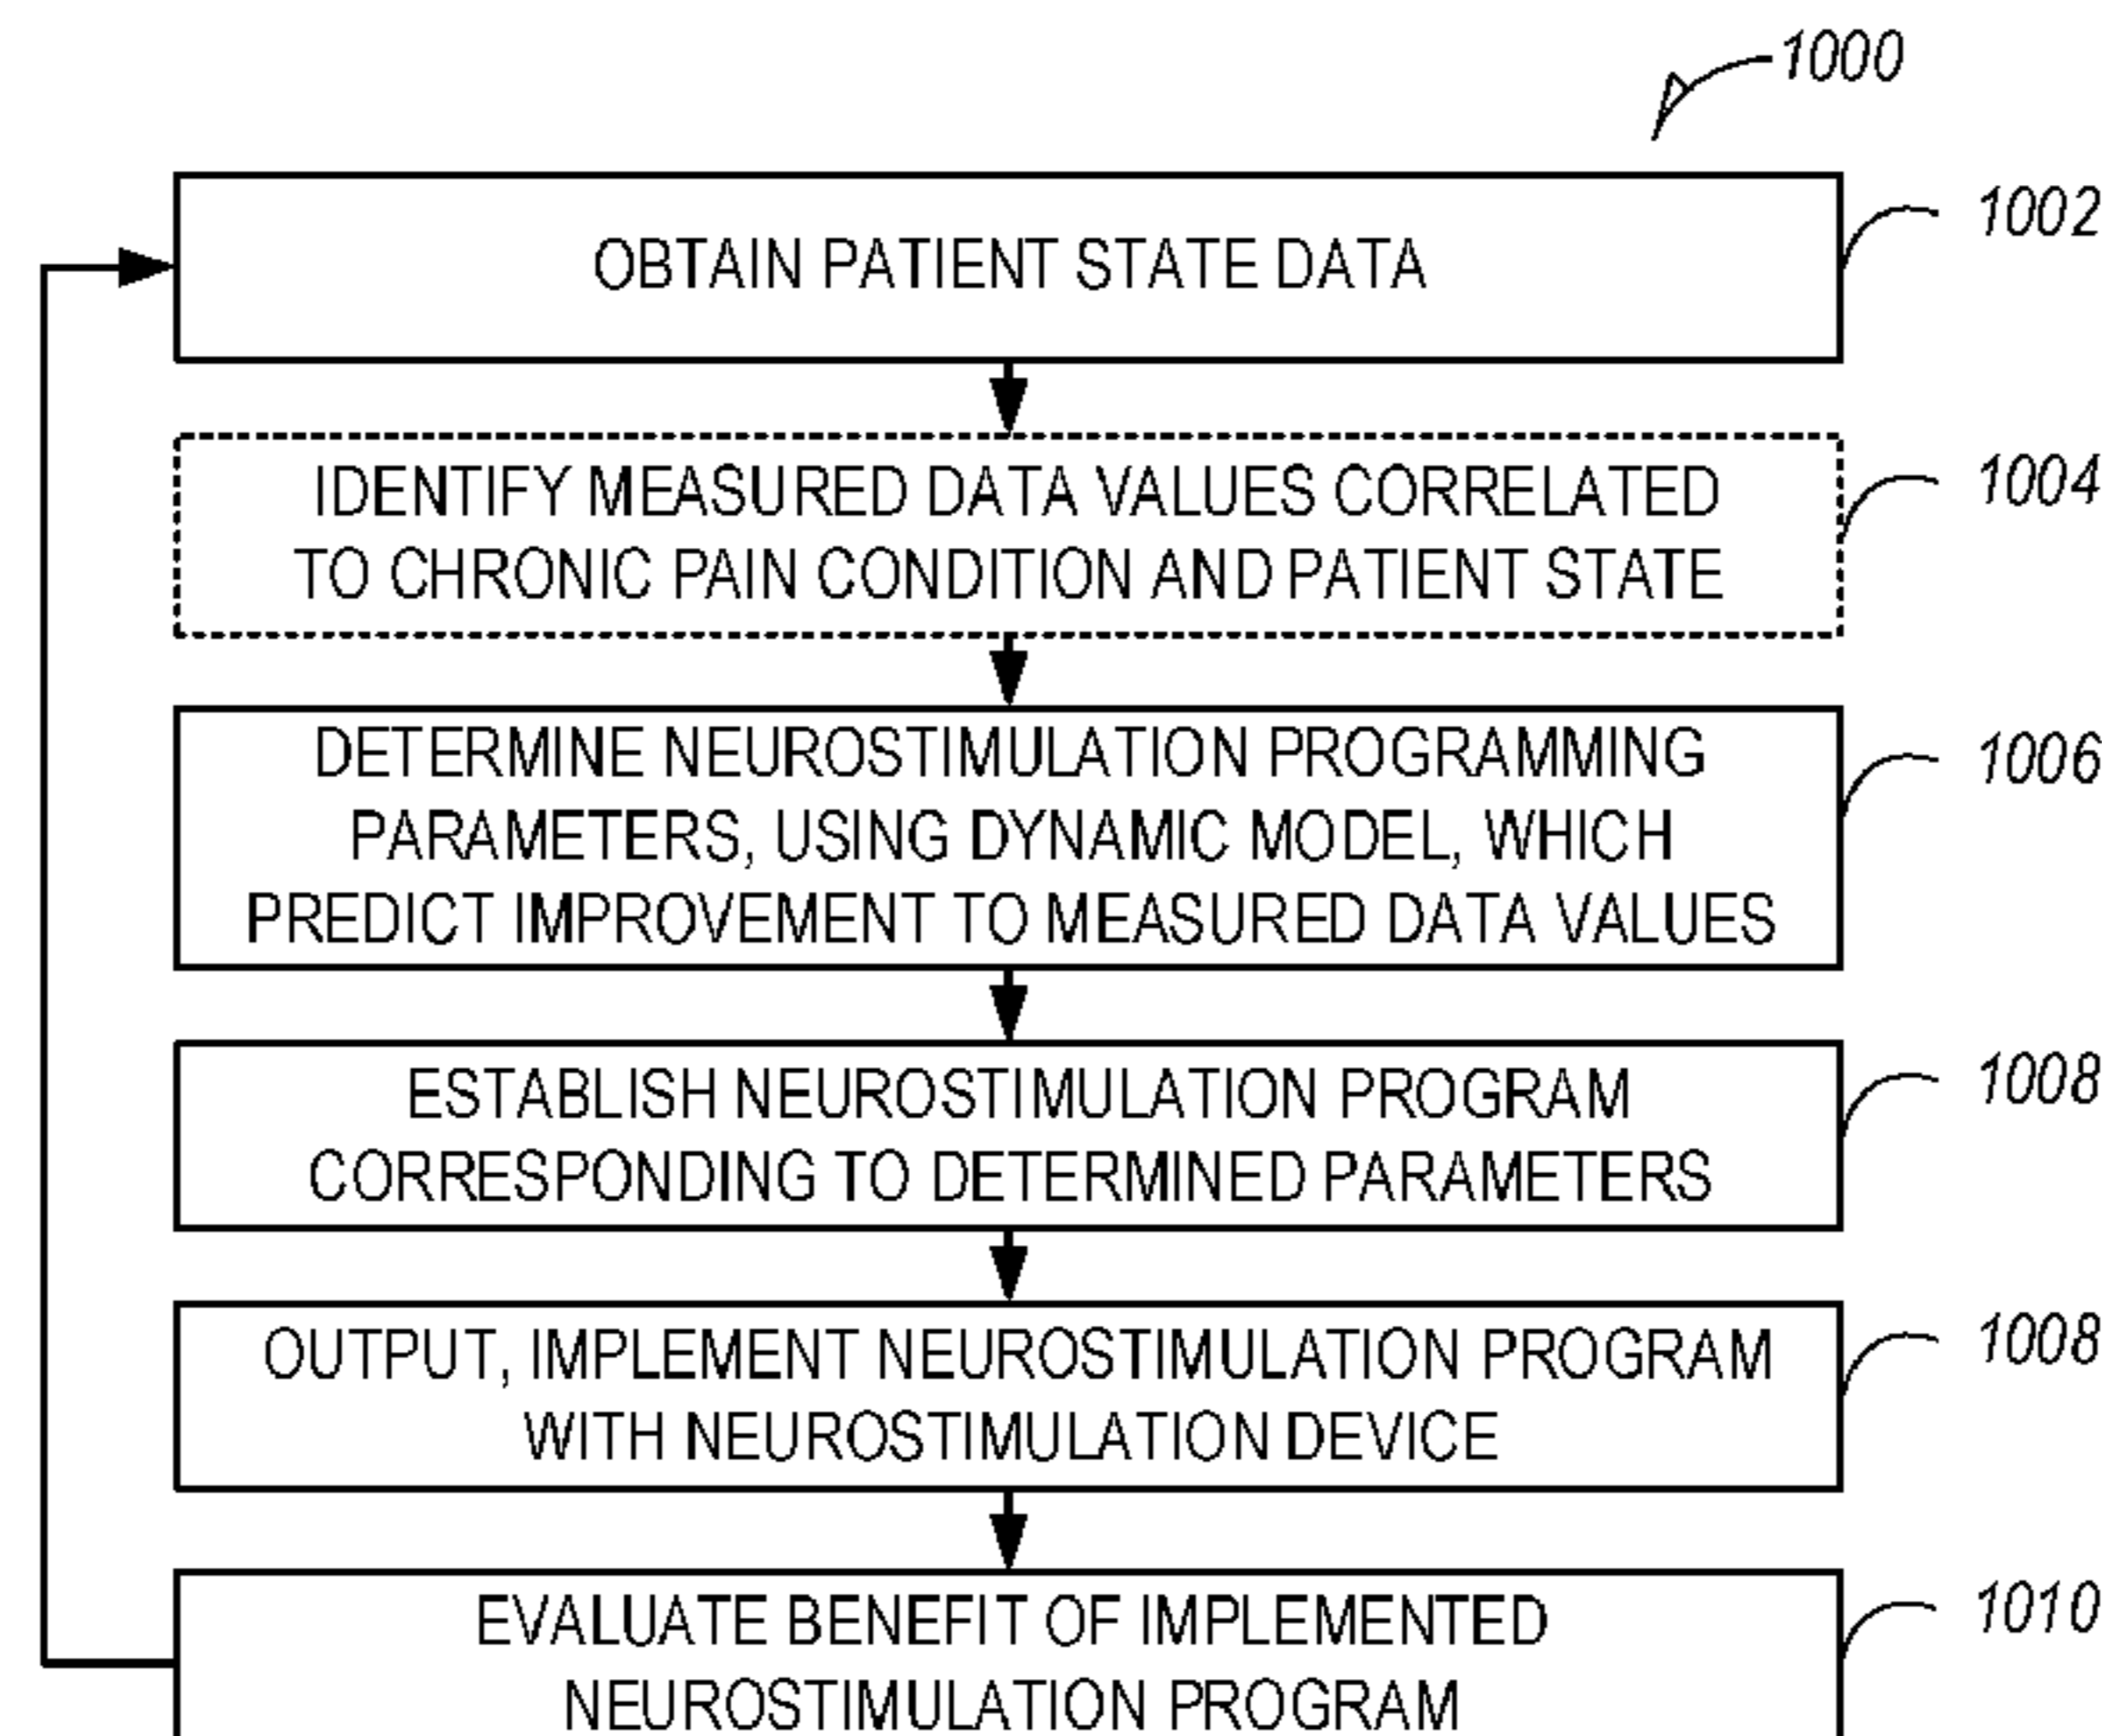 1000
OBTAIN PATIENT STATE DATA
1002
IDENTIFY MEASURED DATA VALUES CORRELATED
TO CHRONIC PAIN CONDITION AND PATIENT STATE
1004
DETERMINE NEUROSTIMULATION PROGRAMMING
PARAMETERS, USING DYNAMIC MODEL, WHICH
PREDICT IMPROVEMENT TO MEASURED DATA VALUES
1006
ESTABLISH NEUROSTIMULATION PROGRAM
CORRESPONDING TO DETERMINED PARAMETERS
1008
OUTPUT, IMPLEMENT NEUROSTIMULATION PROGRAM
WITH NEUROSTIMULATION DEVICE
1008
EVALUATE BENEFIT OF IMPLEMENTED
NEUROSTIMULATION PROGRAM
1010